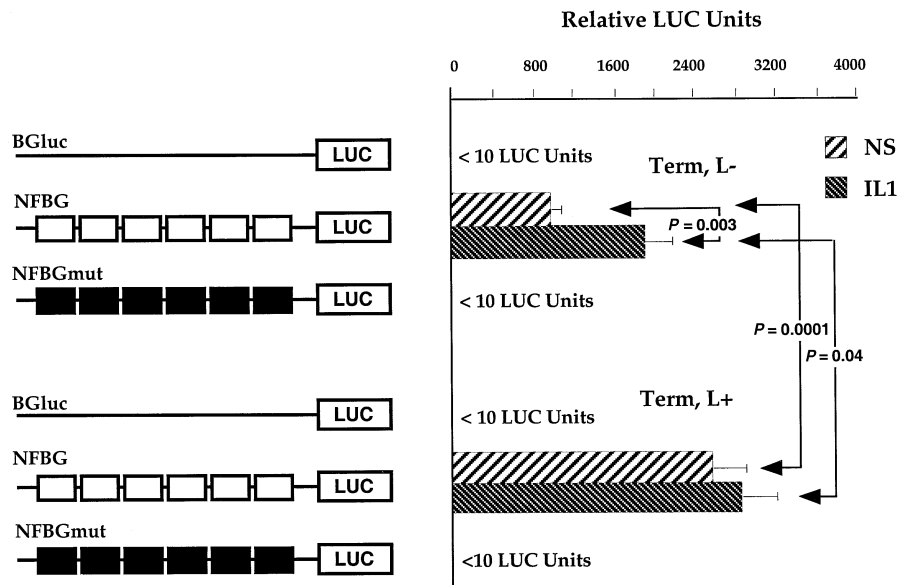 Relative LUC Units
0 800 1600 2400 3200 4000
BGluc
LUC
< 10 LUC Units
Term, L-
NS
IL1
NFBG
LUC
P = 0.003
NFBGmut
LUC
< 10 LUC Units
P = 0.0001
P = 0.04
BGluc
LUC
< 10 LUC Units
Term, L+
NFBG
LUC
NFBGmut
LUC
<10 LUC Units